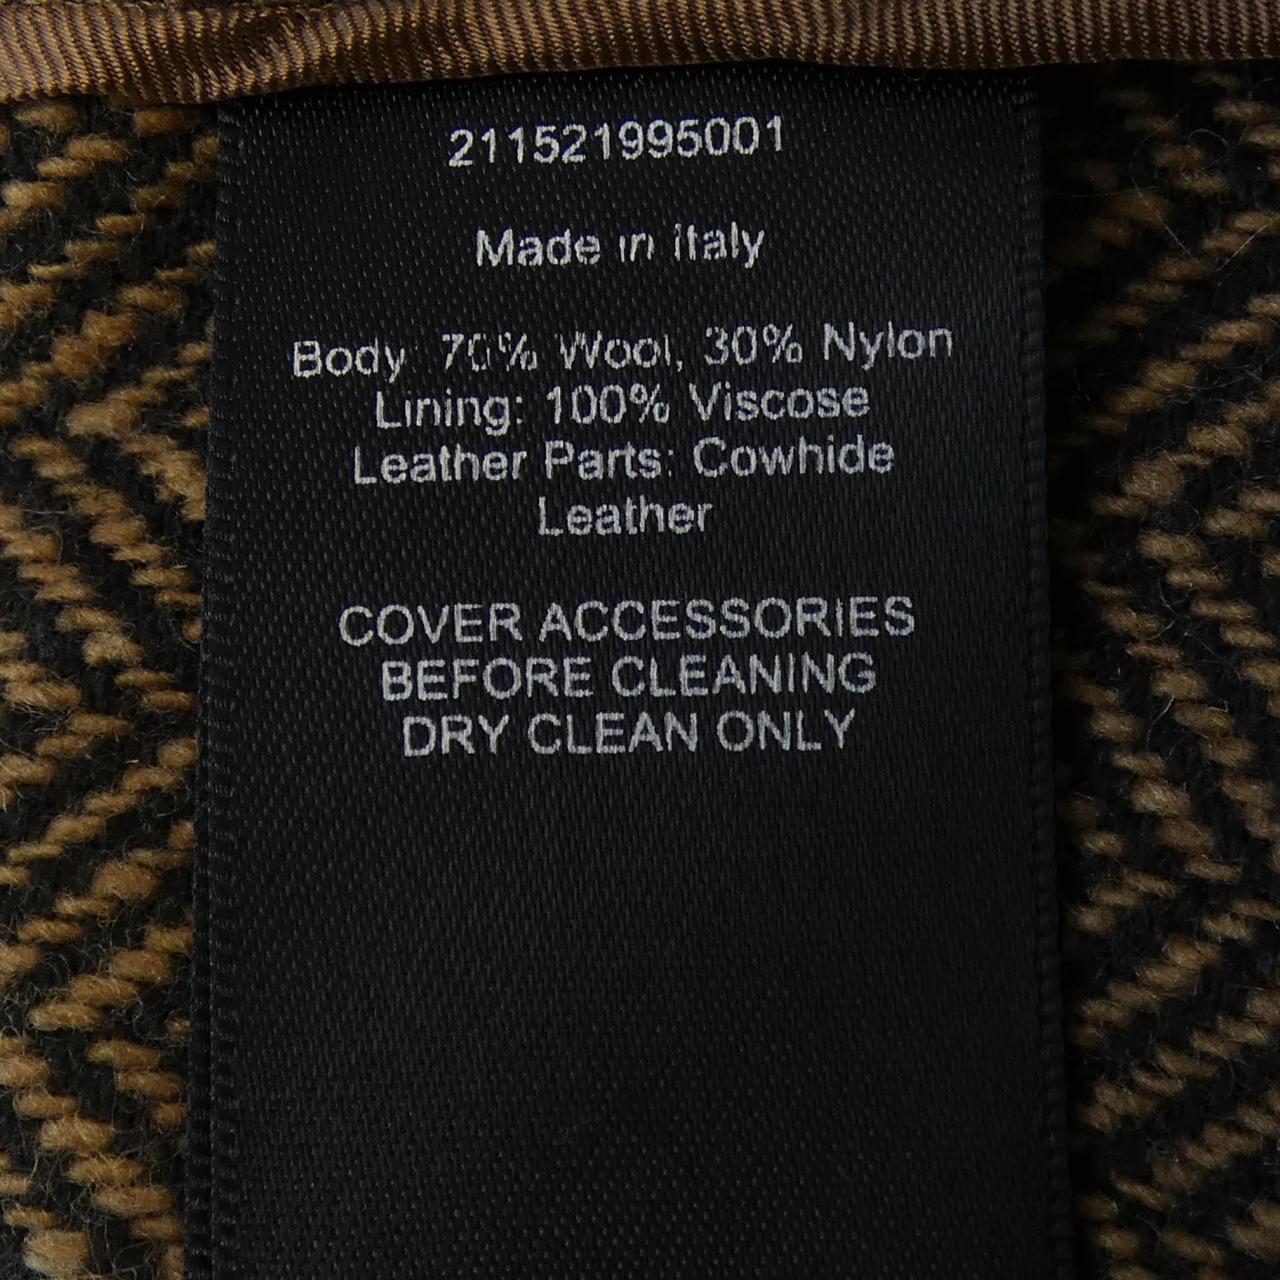 211521995001
Made in Italy
Body: 70% Wool, 30% Nylon
Lining: 100% Viscose
Leather Parts: Cowhide
Leather
COVER ACCESSORIES
BEFORE CLEANING
DRY CLEAN ONLY